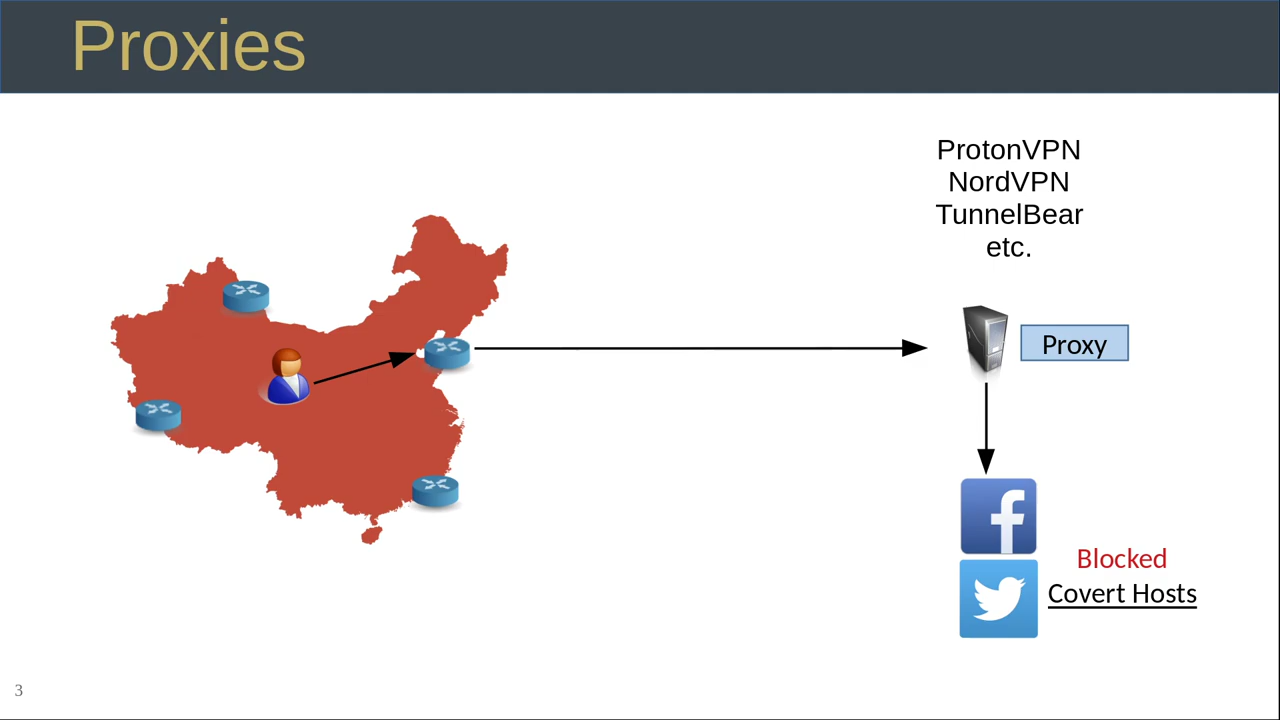 Proxies
ProtonVPN
NordVPN
TunnelBear
etc.
Proxy
Blocked
Covert Hosts
3